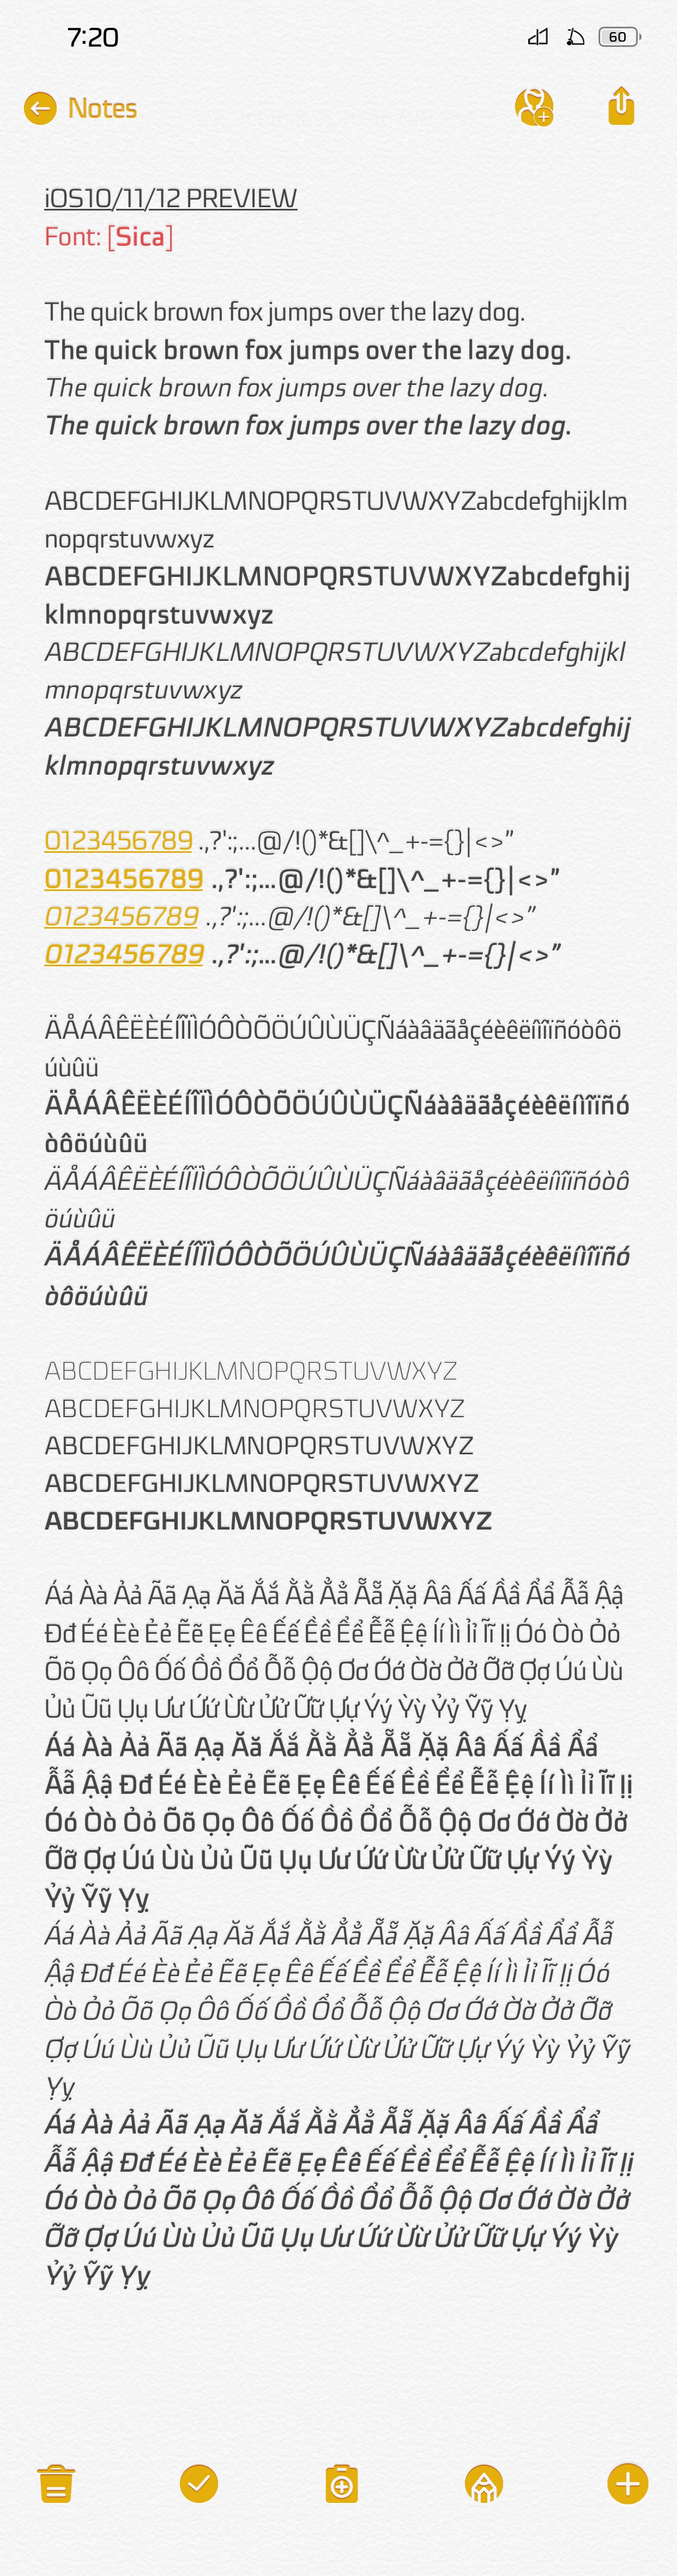 7:20
60
Notes
iOS10/11/12 PREVIEW
Font: [Sica]
The quick brown fox jumps over the lazy dog.
The quick brown fox jumps over the lazy dog.
The quick brown fox jumps over the lazy dog.
The quick brown fox jumps over the lazy dog.
ABCDEFGHIJKLMNOPQRSTUVWXYZabcdefghijklm
nopqrstuvwxyz
ABCDEFGHIJKLMNOPQRSTUVWXYZabcdefghij
klmnopqrstuvwxyz
ABCDEFGHIJKLMNOPQRSTUVWXYZabcdefghijkl
mnopqrstuvwxyz
ABCDEFGHIJKLMNOPQRSTUVWXYZabcdefghij
klmnopqrstuvwxyz
0123456789 .,?':;...@/!()*&[]\^_+-={}|<>”
0123456789 .,?':;...@/!()*&[]\^_+-={}|<>”
0123456789 .,?':;...@/!()*&[]\^_+-={}|<>”
0123456789 .,?':;...@/!()*&[]\^_+-={}|<>”
ÄÅÁÂÊËÈÉÍÎÏÌÓÔÒÕÖÚÛÙÜÇÑáàâäãåçéèêëíìîïñóòôö
úùûü
ÄÅÁÂÊËÈÉÍÎÏÌÓÔÒÕÖÚÛÙÜÇÑáàâäãåçéèêëíìîïñó
òôöúùûü
ÄÅÁÂÊËÈÉÍÎÏÌÓÔÒÕÖÚÛÙÜÇÑáàâäãåçéèêëíìîïñóòô
öúùûü
ÄÅÁÂÊËÈÉÍÎÏÌÓÔÒÕÖÚÛÙÜÇÑáàâäãåçéèêëíìîïñó
òôöúùûü
ABCDEFGHIJKLMNOPQRSTUVWXYZ
ABCDEFGHIJKLMNOPQRSTUVWXYZ
ABCDEFGHIJKLMNOPQRSTUVWXYZ
ABCDEFGHIJKLMNOPQRSTUVWXYZ
ABCDEFGHIJKLMNOPQRSTUVWXYZ
Áá Àà Ảả Ãã Ạạ Ăă Ắắ Ằằ Ẳẳ Ẵẵ Ặặ Ââ Ấấ Ầầ Ẩẩ Ẫẫ Ậậ
Đđ Éé Èè Ẻẻ Ẽẽ Ẹẹ Êê Ếế Ềề Ểể Ễễ Ệệ Íí Ìì Ỉỉ Ĩĩ Ịị Óó Òò Ỏỏ
Õõ Ọọ Ôô Ốố Ồồ Ổổ Ỗỗ Ộộ Ơơ Ớớ Ờờ Ởở Ỡỡ Ợợ Úú Ùù
Ủủ Ũũ Ụụ Ưư Ứứ Ừừ Ửử Ữữ Ựự Ýý Ỳỳ Ỷỷ Ỹỹ Ỵỵ
Áá Àà Ảả Ãã Ạạ Ăă Ắắ Ằằ Ẳẳ Ẵẵ Ặặ Ââ Ấấ Ầầ Ẩẩ
Ẫẫ Ậậ Đđ Éé Èè Ẻẻ Ẽẽ Ẹẹ Êê Ếế Ềề Ểể Ễễ Ệệ Íí Ìì Ỉỉ Ĩĩ Ịị
Óó Òò Ỏỏ Õõ Ọọ Ôô Ốố Ồồ Ổổ Ỗỗ Ộộ Ơơ Ớớ Ờờ Ởở
Ỡỡ Ợợ Úú Ùù Ủủ Ũũ Ụụ Ưư Ứứ Ừừ Ửử Ữữ Ựự Ýý Ỳỳ
Ỷỷ Ỹỹ Ỵỵ
Áá Àà Ảả Ãã Ạạ Ăă Ắắ Ằằ Ẳẳ Ẵẵ Ặặ Ââ Ấấ Ầầ Ẩẩ Ẫẫ
Ậậ Đđ Éé Èè Ẻẻ Ẽẽ Ẹẹ Êê Ếế Ềề Ểể Ễễ Ệệ Íí Ìì Ỉỉ Ĩĩ Ịị Óó
Òò Ỏỏ Õõ Ọọ Ôô Ốố Ồồ Ổổ Ỗỗ Ộộ Ơơ Ớớ Ờờ Ởở Ỡỡ
Ợợ Úú Ùù Ủủ Ũũ Ụụ Ưư Ứứ Ừừ Ửử Ữữ Ựự Ýý Ỳỳ Ỷỷ Ỹỹ
Ỵỵ
Áá Àà Ảả Ãã Ạạ Ăă Ắắ Ằằ Ẳẳ Ẵẵ Ặặ Ââ Ấấ Ầầ Ẩẩ
Ẫẫ Ậậ Đđ Éé Èè Ẻẻ Ẽẽ Ẹẹ Êê Ếế Ềề Ểể Ễễ Ệệ Íí Ìì Ỉỉ Ĩĩ Ịị
Óó Òò Ỏỏ Õõ Ọọ Ôô Ốố Ồồ Ổổ Ỗỗ Ộộ Ơơ Ớớ Ờờ Ởở
Ỡỡ Ợợ Úú Ùù Ủủ Ũũ Ụụ Ưư Ứứ Ừừ Ửử Ữữ Ựự Ýý Ỳỳ
Ỷỷ Ỹỹ Ỵỵ